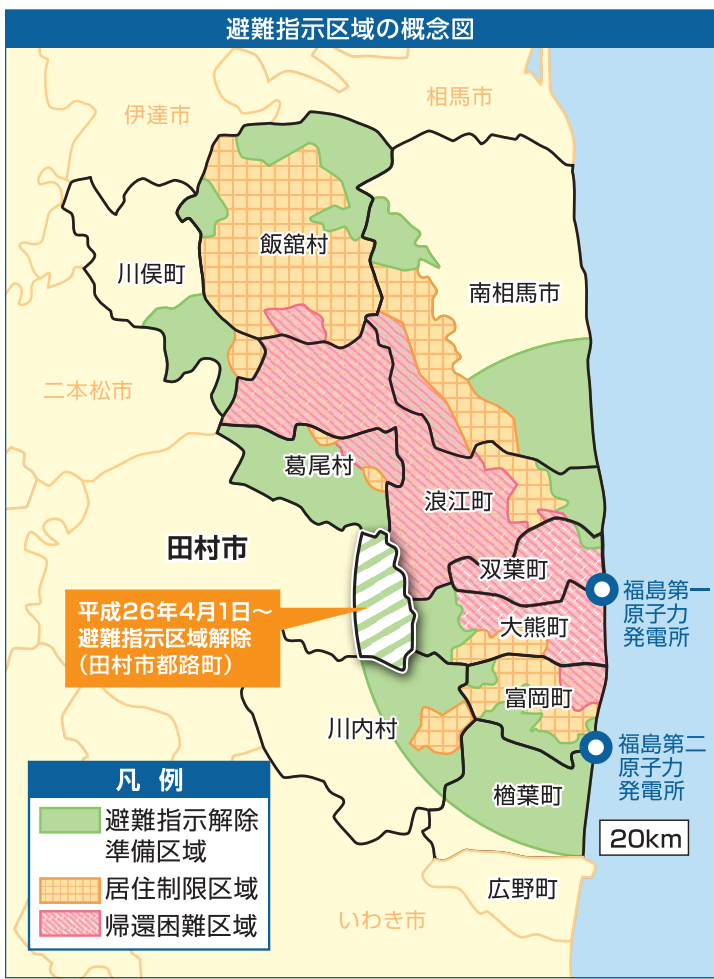 避難指示区域の概念図
相馬市
伊達市
飯舘村
川俣町
南相馬市
二本松市
葛尾村
浪江町
田村市
双葉町
福島第一
原子力
発電所
平成26年4月1日～
避難指示区域解除
（田村市都路町）
大熊町
富岡町
川内村
福島第二
原子力
発電所
楢葉町
20km
広野町
いわき市
凡 例
避難指示解除
準備区域
居住制限区域
帰還困難区域